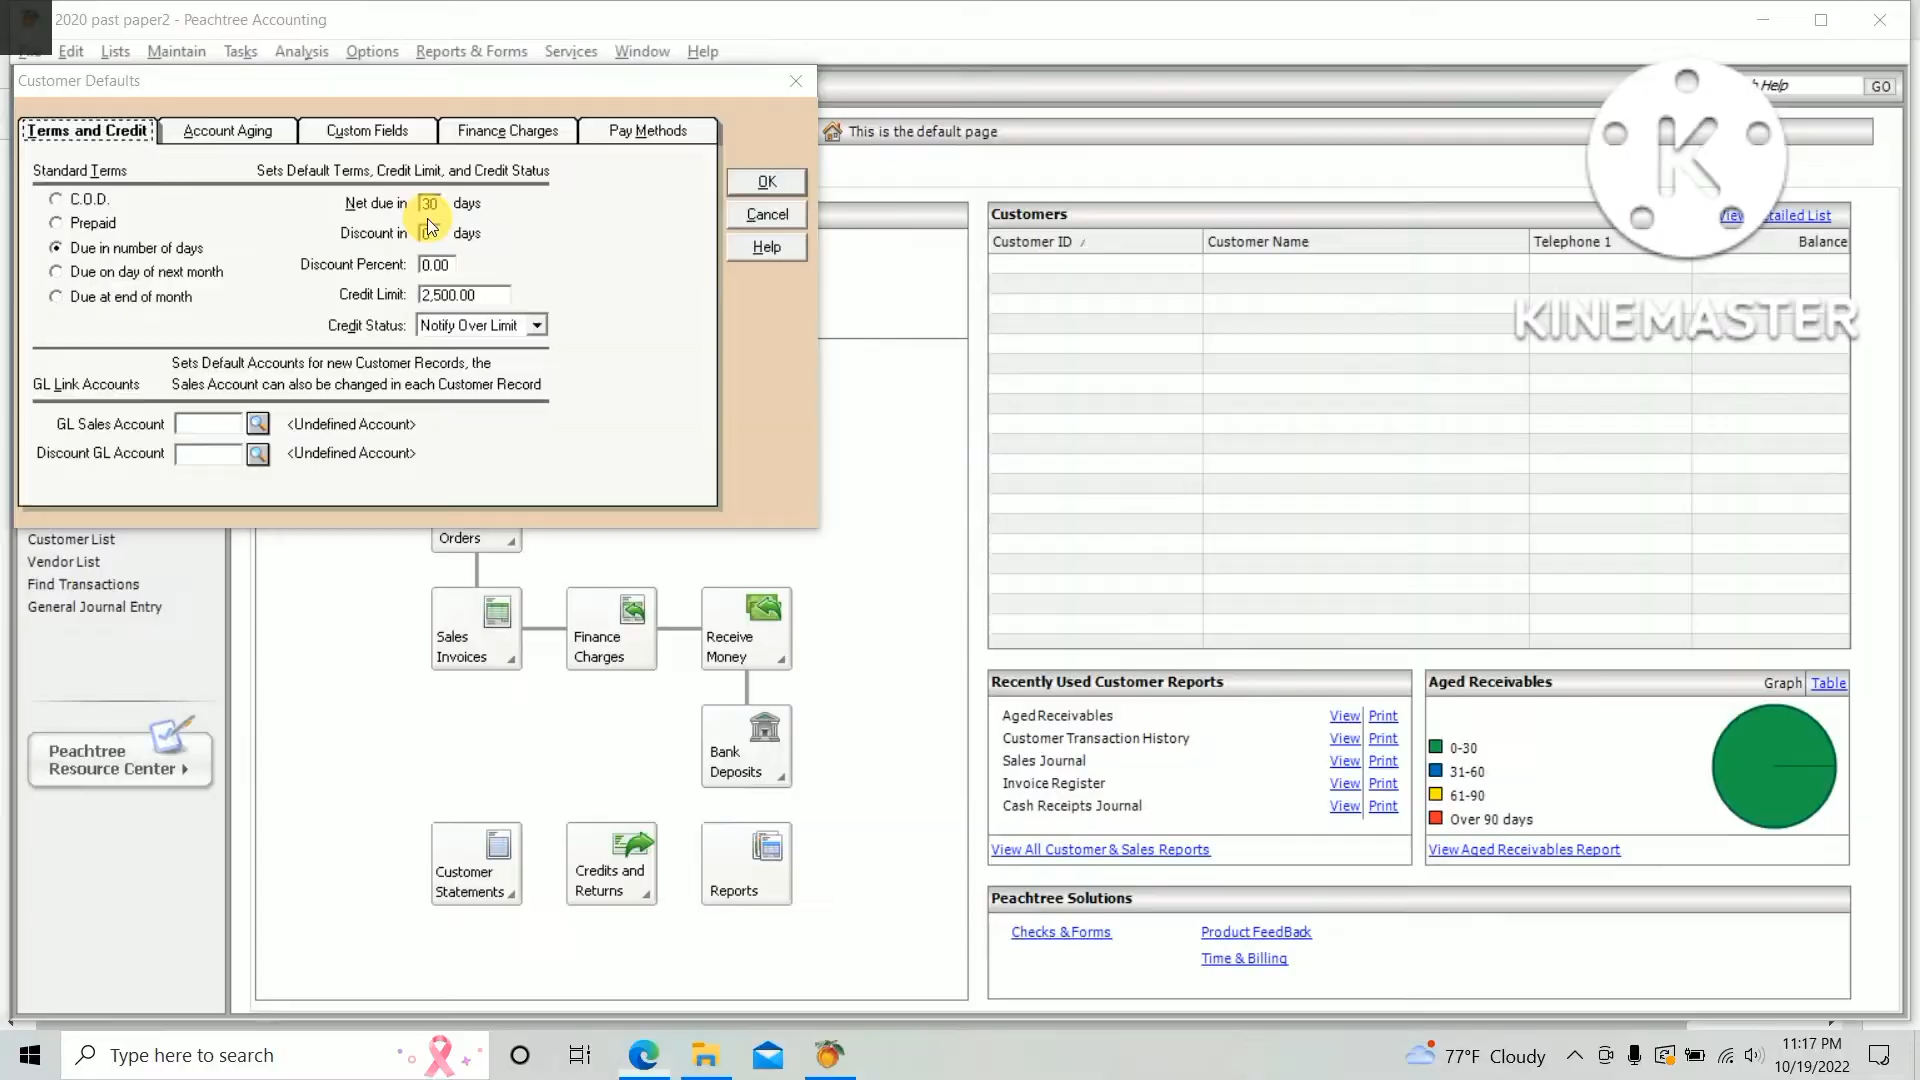 2020 past paper2 - Peachtree Accounting
Edit Lists Maintain Tasks Analysis Options Reports & Forms Services Window Help
Customer Defaults
Help
GO
Terms and Credit Account Aging Custom Fields Finance Charges Pay Methods
This is the default page
Standard Terms Sets Default Terms, Credit Limit, and Credit Status
C.O.D.
Prepaid
Due in number of days
Due on day of next month
Due at end of month
Net due in 30 days
Discount in days
Discount Percent: 0.00
Credit Limit: 2,500.00
Credit Status: Notify Over Limit
OK
Cancel
Help
Sets Default Accounts for new Customer Records, the
GL Link Accounts Sales Account can also be changed in each Customer Record
GL Sales Account <Undefined Account>
Discount GL Account <Undefined Account>
Customers
Customer ID / Customer Name Telephone 1 Balance
K
KINEMASTER
Customer List
Vendor List
Find Transactions
General Journal Entry
Peachtree
Resource Center
Orders
Sales
Invoices
Finance
Charges
Receive
Money
Bank
Deposits
Customer
Statements
Credits and
Returns
Reports
Recently Used Customer Reports
Aged Receivables View Print
Customer Transaction History View Print
Sales Journal View Print
Invoice Register View Print
Cash Receipts Journal View Print
View All Customer & Sales Reports
Aged Receivables Graph Table
0-30
31-60
61-90
Over 90 days
View Aged Receivables Report
Peachtree Solutions
Checks & Forms Product FeedBack
Time & Billing
Type here to search
77°F Cloudy
11:17 PM
10/19/2022